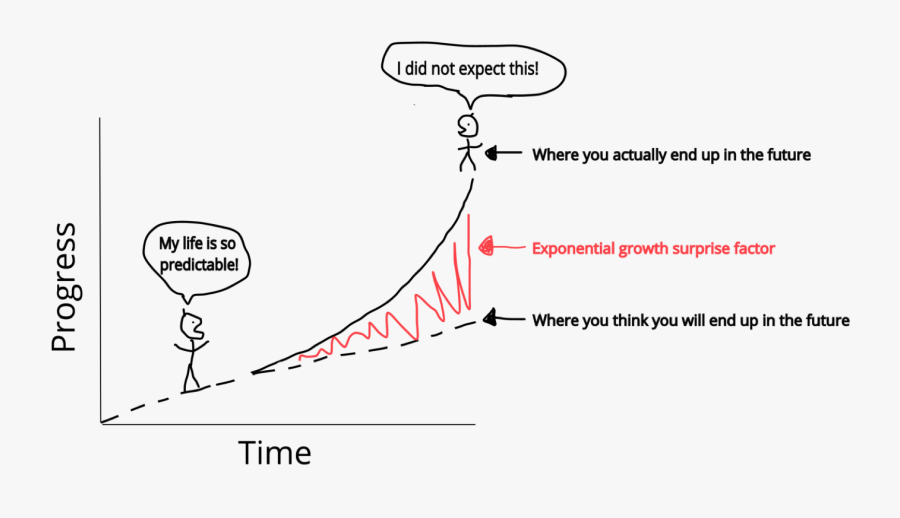 I did not expect this!
Where you actually end up in the future
My life is so
predictable!
Exponential growth surprise factor
Where you think you will end up in the future
Progress
Time